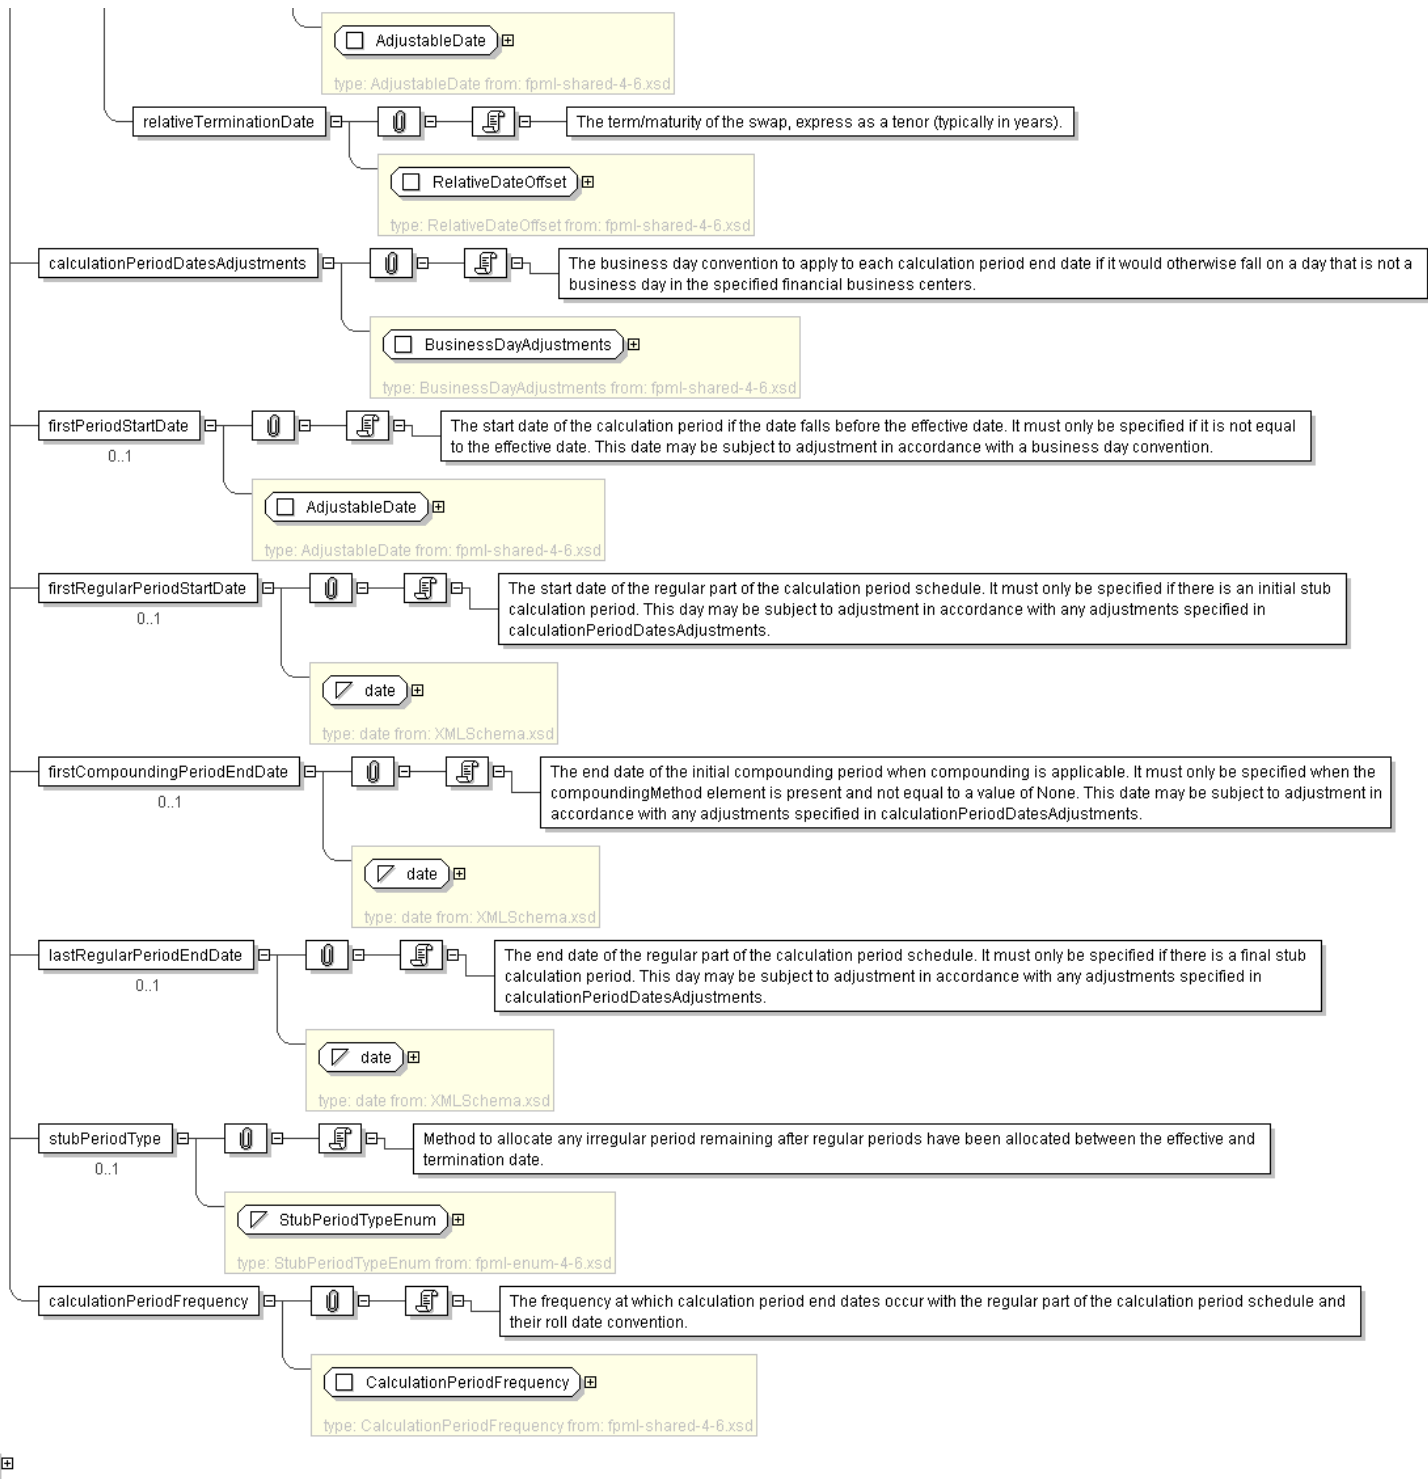 AdjustableDate
type: AdjustableDate from: fpml-shared-4-6.xsd
relativeTerminationDate
The term/maturity of the swap, express as a tenor (typically in years).
RelativeDateOffset
type: RelativeDateOffset from: fpml-shared-4-6.xsd
calculationPeriodDatesAdjustments
The business day convention to apply to each calculation period end date if it would otherwise fall on a day that is not a
business day in the specified financial business centers.
BusinessDayAdjustments
type: BusinessDayAdjustments from: fpml-shared-4-6.xsd
firstPeriodStartDate
0..1
The start date of the calculation period if the date falls before the effective date. It must only be specified if it is not equal
to the effective date. This date may be subject to adjustment in accordance with a business day convention.
AdjustableDate
type: AdjustableDate from: fpml-shared-4-6.xsd
firstRegularPeriodStartDate
0..1
The start date of the regular part of the calculation period schedule. It must only be specified if there is an initial stub
calculation period. This day may be subject to adjustment in accordance with any adjustments specified in
calculationPeriodDatesAdjustments.
date
type: date from: XMLSchema.xsd
firstCompoundingPeriodEndDate
0..1
The end date of the initial compounding period when compounding is applicable. It must only be specified when the
compoundingMethod element is present and not equal to a value of None. This date may be subject to adjustment in
accordance with any adjustments specified in calculationPeriodDatesAdjustments.
date
type: date from: XMLSchema.xsd
lastRegularPeriodEndDate
0..1
The end date of the regular part of the calculation period schedule. It must only be specified if there is a final stub
calculation period. This day may be subject to adjustment in accordance with any adjustments specified in
calculationPeriodDatesAdjustments.
date
type: date from: XMLSchema.xsd
stubPeriodType
0..1
Method to allocate any irregular period remaining after regular periods have been allocated between the effective and
termination date.
StubPeriodTypeEnum
type: StubPeriodTypeEnum from: fpml-enum-4-6.xsd
calculationPeriodFrequency
The frequency at which calculation period end dates occur with the regular part of the calculation period schedule and
their roll date convention.
CalculationPeriodFrequency
type: CalculationPeriodFrequency from: fpml-shared-4-6.xsd